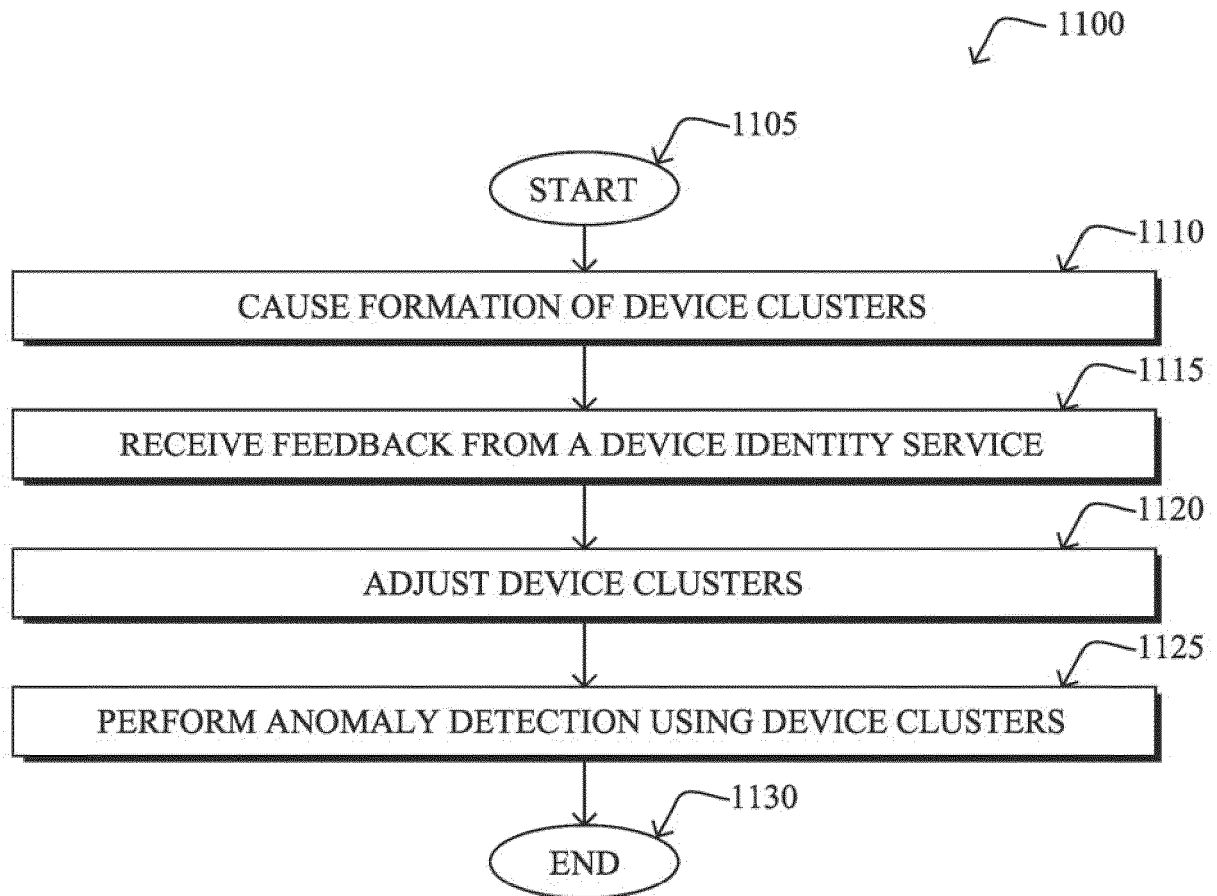 1100
1105
START
1110
CAUSE FORMATION OF DEVICE CLUSTERS
1115
RECEIVE FEEDBACK FROM A DEVICE IDENTITY SERVICE
1120
ADJUST DEVICE CLUSTERS
1125
PERFORM ANOMALY DETECTION USING DEVICE CLUSTERS
1130
END